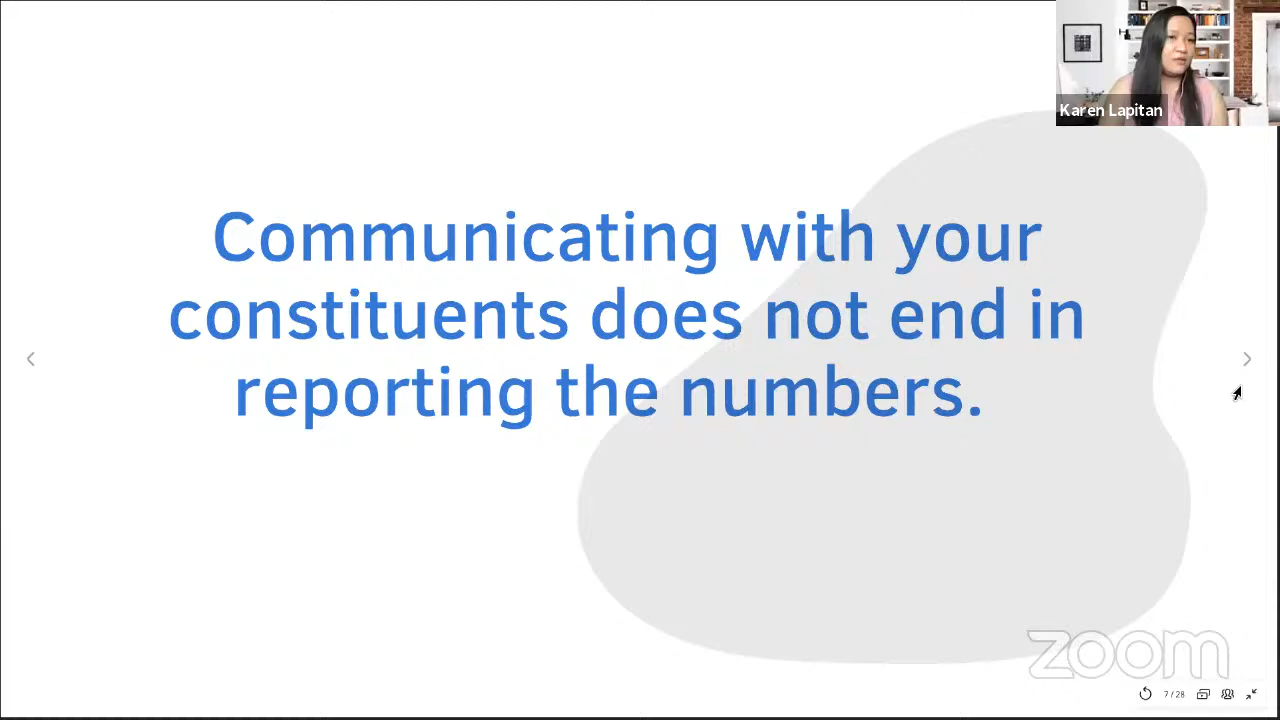 Karen Lapitan
Communicating with your
constituents does not end in
reporting the numbers.
zoom
7 / 28